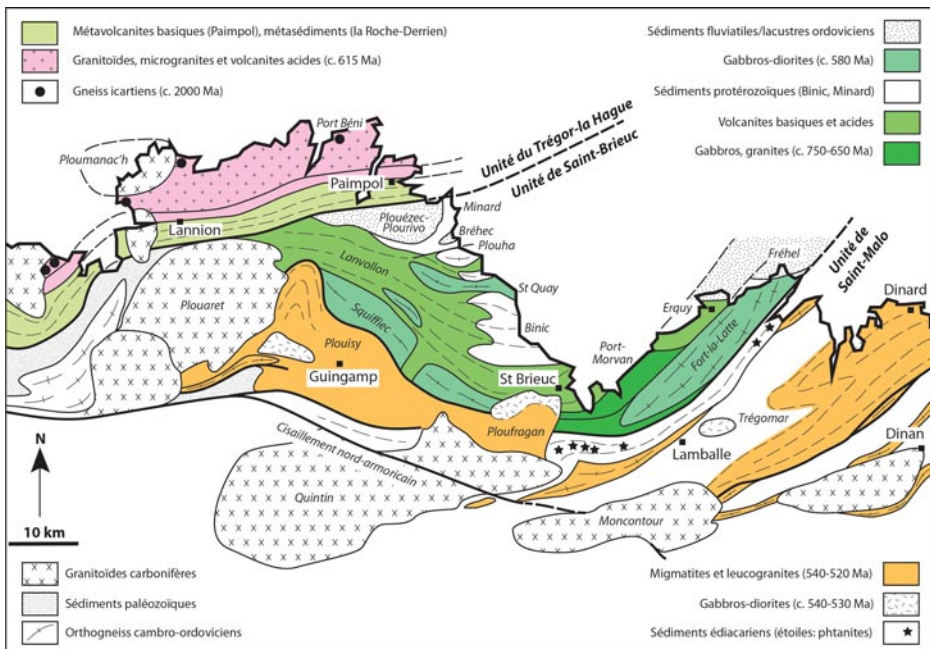 Métavolcanites basiques (Paimpol), metasédiments (la Roche-Derrien)
Granitoïdes, microgranites et volcanites acides (c. 615 Ma)
Gneiss icartiens (c. 2000 Ma)
Sédiments fluviatiles/lacustres ordoviciens
Gabbros-diorites (c. 580 Ma)
Sédiments protérozoïques (Binic, Minard)
Volcanites basiques et acides
Gabbros, granites (c. 750-650 Ma)
Port Béni
Ploumanac'h
Unité du Trégor-la Hague
Unité de Saint-Brieuc
Paimpol
Lannion
Minard
Plouézec-
Plourivo
Bréhec
Plouha
Unité de
Saint-Malo
Fréhel
Lanvollon
St Quay
Dinard
Plouaret
Squiffiec
Erquy
Binic
Port-
Morvan
Fort-la-Latte
Plouisy
Guingamp
St Brieuc
Trégomar
Ploufragan
Lamballe
Dinan
Cisaillement nord-armoricain
N
Quintin
Moncontour
10 km
Granitoïdes carbonifères
Sédiments paléozoïques
Orthogneiss cambro-ordoviciens
Migmatites et leucogranites (540-520 Ma)
Gabbros-diorites (c. 540-530 Ma)
Sédiments édiacariens (étoiles: phtanites)